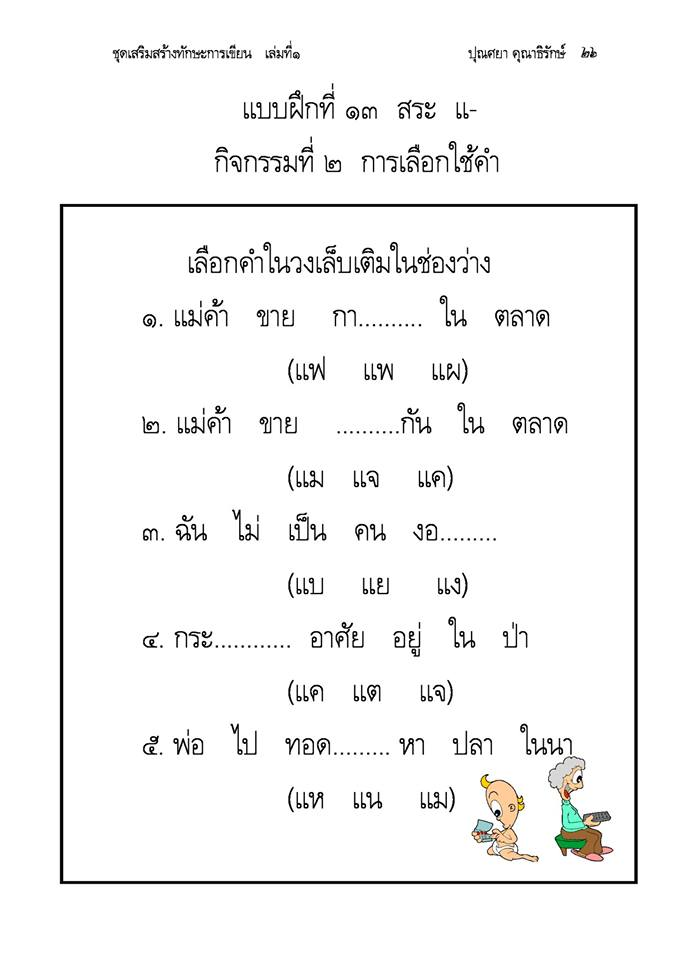 ชุดเสริมสร้างทักษะการเขียน เล่มที่๑ ปุณศยา คุณาธิรักษ์ ๒๒
แบบฝึกที่ ๑๓ สระ แ-
กิจกรรมที่ ๒ การเลือกใช้คำ
เลือกคำในวงเล็บเติมในช่องว่าง
๑. แม่ค้า ขาย กา.......... ใน ตลาด
(แฟ แพ แผ)
๒. แม่ค้า ขาย ..........กัน ใน ตลาด
(แม แจ แค)
๓. ฉัน ไม่ เป็น คน งอ.........
(แบ แย แง)
๔. กระ............ อาศัย อยู่ ใน ป่า
(แค แต แจ)
๕. พ่อ ไป ทอด......... หา ปลา ในนา
(แห แน แม)